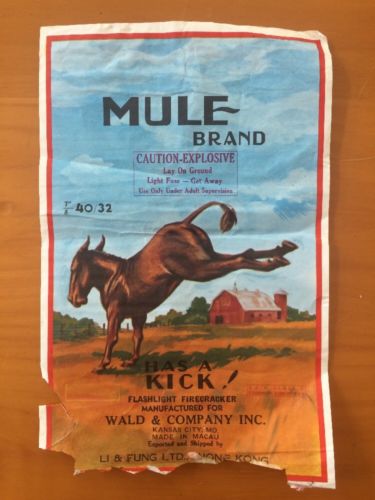 MULE
BRAND
CAUTION-EXPLOSIVE
Lay On Ground
Light Fuse — Get Away
Use Only Under Adult Supervision
40/32
HAS A
KICK!
FLASHLIGHT FIRECRACKER
MANUFACTURED FOR
WALD & COMPANY INC.
KANSAS CITY, MO
MADE IN MACAU
Exported and Shipped by
LI & FUNG LTD., HONG KONG